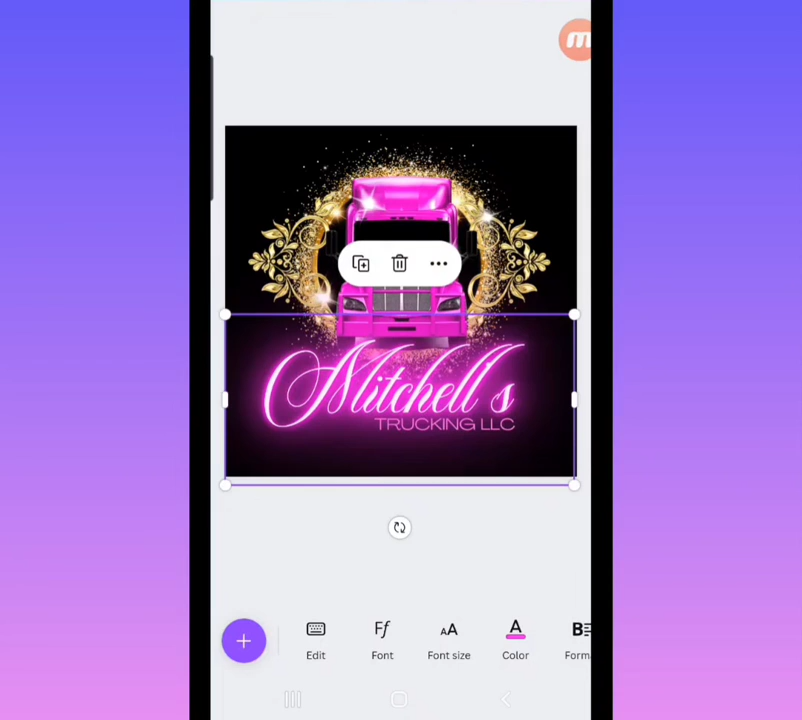 Mitchell's
TRUCKING LLC
Edit
Font
Font size
Color
Form